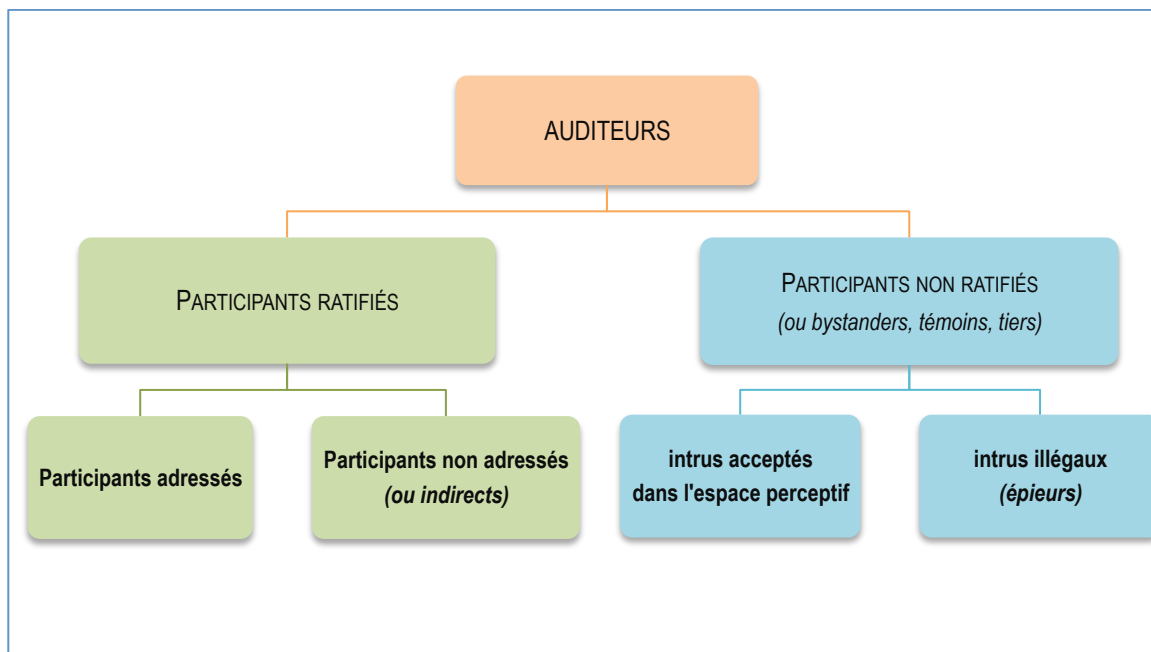 AUDITEURS
PARTICIPANTS RATIFIÉS
PARTICIPANTS NON RATIFIÉS
(ou bystanders, témoins, tiers)
Participants adressés
Participants non adressés
(ou indirects)
intrus acceptés
dans l'espace perceptif
intrus illégaux
(épieurs)